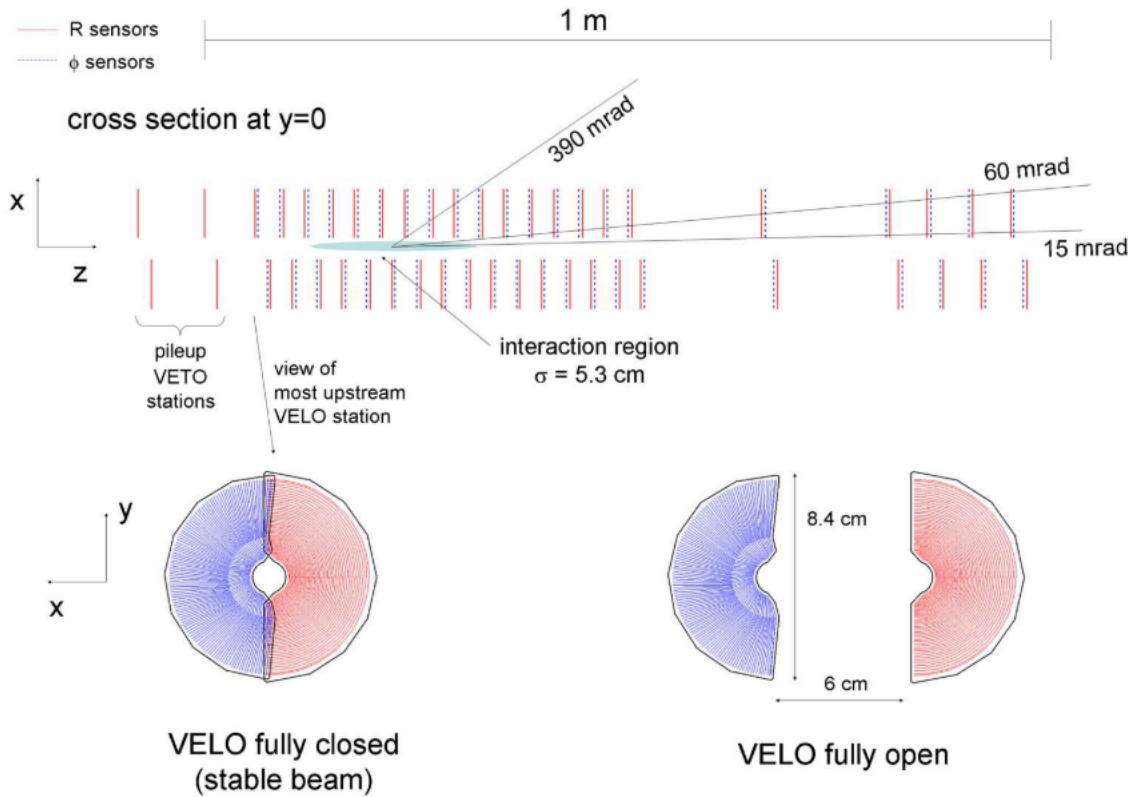 R sensors
1 m
ϕ sensors
cross section at y=0
390 mrad
60 mrad
x
15 mrad
z
interaction region
σ = 5.3 cm
pileup
VETO
stations
view of
most upstream
VELO station
y
x
8.4 cm
6 cm
VELO fully closed
(stable beam)
VELO fully open